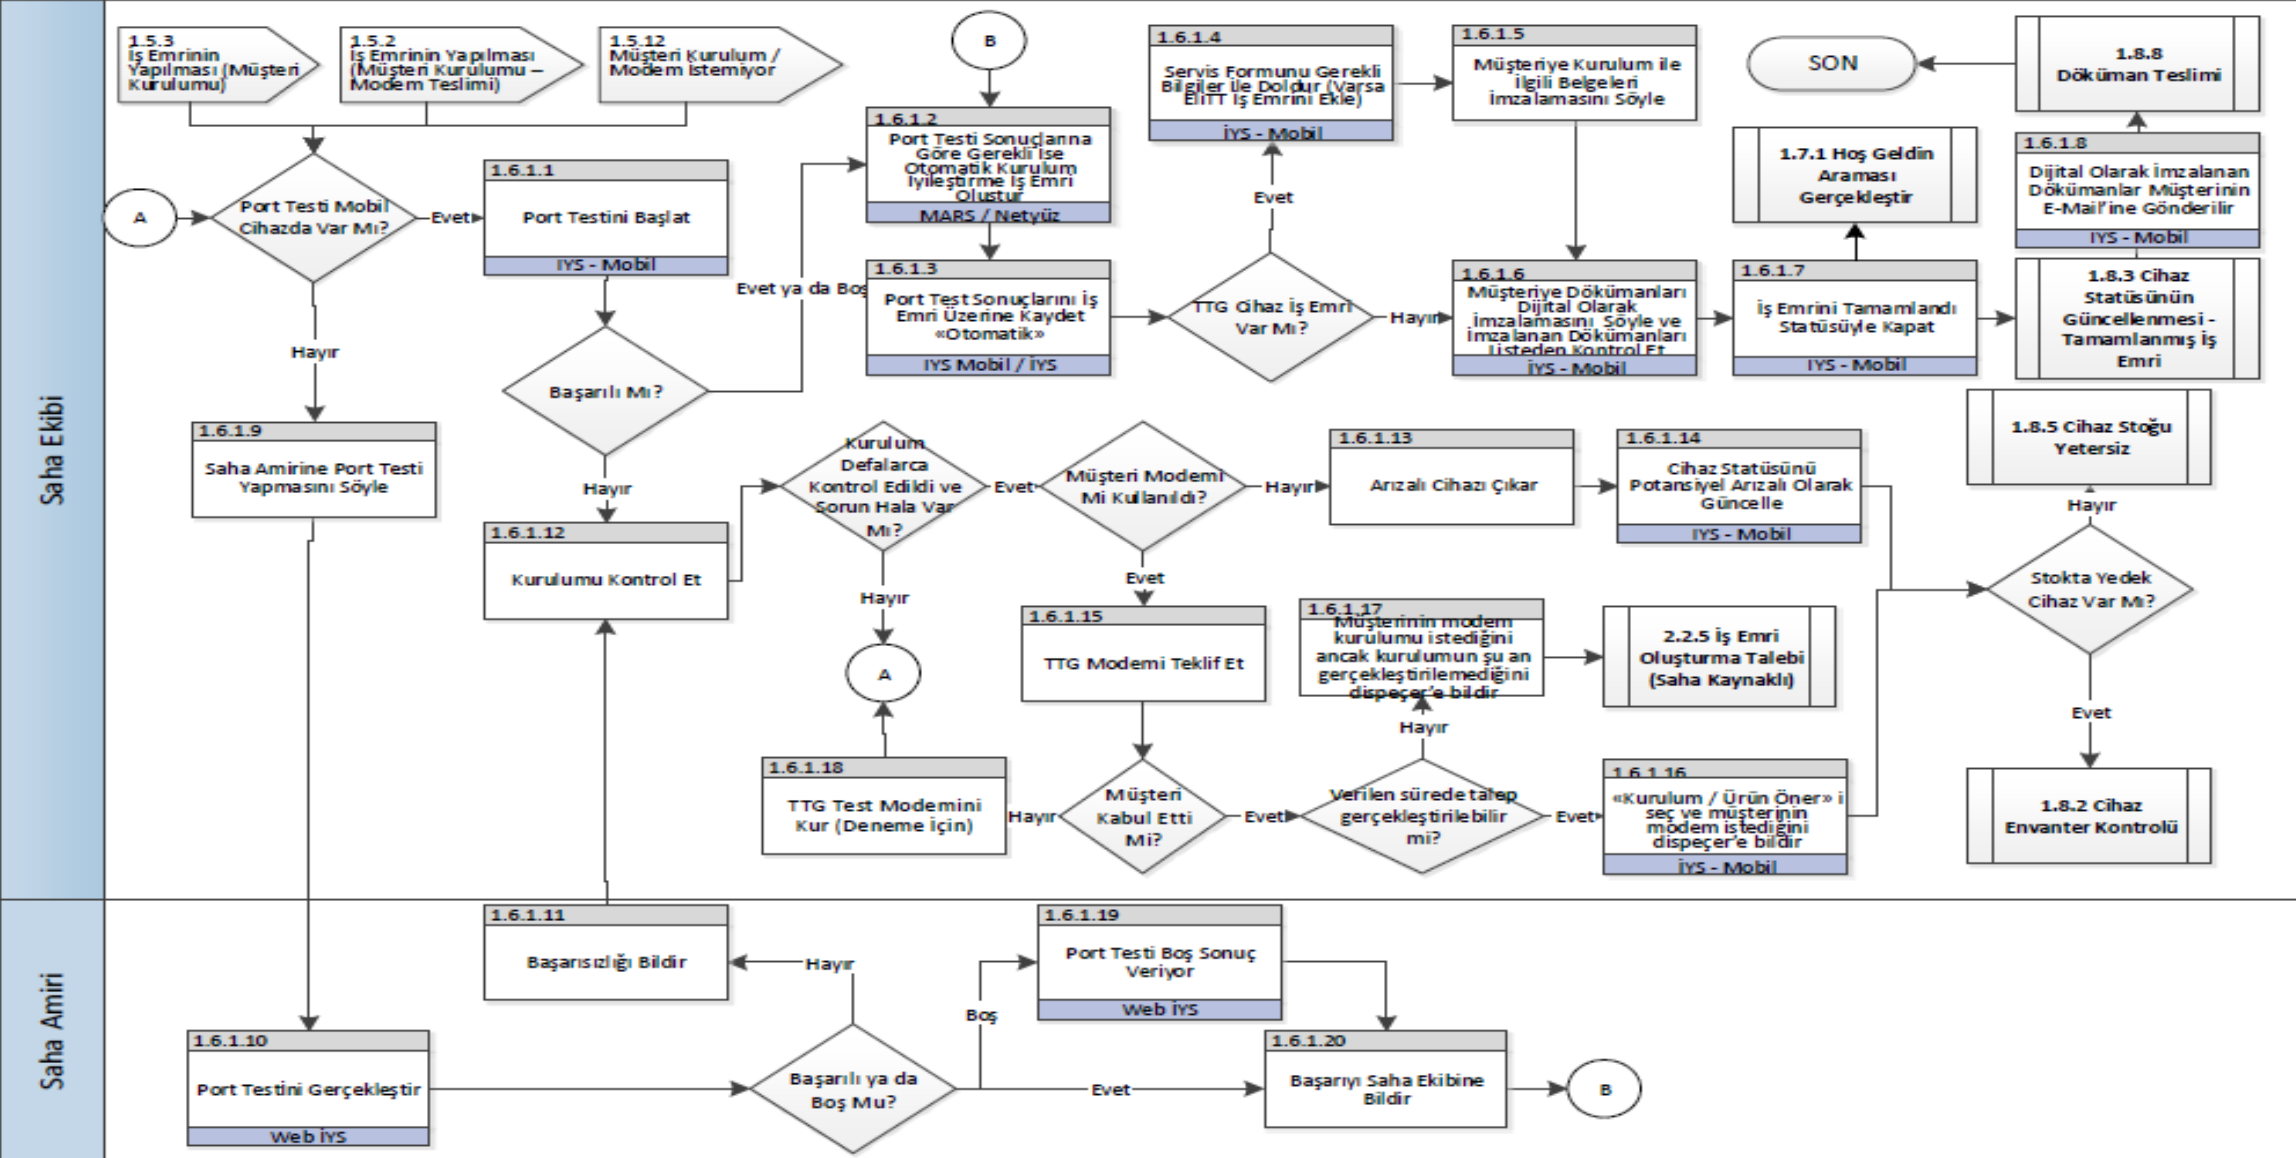 Saha Ekibi
1.5.3
İş Emrinin
Yapılması (Müşteri
Kurulumu)
1.5.2
İş Emrinin Yapılması
(Müşteri Kurulumu –
Modem Teslimi)
1.5.12
Müşteri Kurulum /
Modem İstemiyor
A
Port Testi Mobil
Cihazda Var Mı?
Evet
Hayır
1.6.1.1
Port Testini Başlat
IYS - Mobil
Başarılı Mı?
Evet ya da Boş
Hayır
B
1.6.1.2
Port Testi Sonuçlarına
Göre Gerekli İse
Otomatik Kurulum
İyileştirme İş Emri
Oluştur
MARS / Netyüz
1.6.1.3
Port Test Sonuçlarını İş
Emri Üzerine Kaydet
«Otomatik»
IYS Mobil / İYS
TTG Cihaz İş Emri
Var Mı?
Evet
Hayır
1.6.1.4
Servis Formunu Gerekli
Bilgiler ile Doldur (Varsa
EliTT İş Emrini Ekle)
İYS - Mobil
1.6.1.5
Müşteriye Kurulum ile
İlgili Belgeleri
İmzalamasını Söyle
1.6.1.6
Müşteriye Dökümanları
Dijital Olarak
İmzalamasını Söyle ve
İmzalanan Dökümanları
Listeden Kontrol Et
İYS - Mobil
1.6.1.7
İş Emrini Tamamlandı
Statüsüyle Kapat
IYS - Mobil
1.7.1 Hoş Geldin
Araması
Gerçekleştir
SON
1.8.8
Döküman Teslimi
1.6.1.8
Dijital Olarak İmzalanan
Dökümanlar Müşterinin
E-Mail’ine Gönderilir
IYS - Mobil
1.8.3 Cihaz
Statüsünün
Güncellenmesi -
Tamamlanmış İş
Emri
1.6.1.9
Saha Amirine Port Testi
Yapmasını Söyle
1.6.1.12
Kurulumu Kontrol Et
Kurulum
Defalarca
Kontrol Edildi ve
Sorun Hala Var
Mı?
Evet
Hayır
A
Müşteri Modemi
Mi Kullanıldı?
Hayır
Evet
1.6.1.13
Arızalı Cihazı Çıkar
1.6.1.14
Cihaz Statüsünü
Potansiyel Arızalı Olarak
Güncelle
IYS - Mobil
1.8.5 Cihaz Stoğu
Yetersiz
Hayır
Stokta Yedek
Cihaz Var Mı?
Evet
1.8.2 Cihaz
Envanter Kontrolü
1.6.1.15
TTG Modemi Teklif Et
1.6.1.17
Müşterinin modem
kurulumu istediğini
ancak kurulumun şu an
gerçekleştirilemediğini
dispeçer’e bildir
2.2.5 İş Emri
Oluşturma Talebi
(Saha Kaynaklı)
1.6.1.18
TTG Test Modemini
Kur (Deneme İçin)
Hayır
Müşteri
Kabul Etti
Mi?
Evet
Hayır
Verilen sürede talep
gerçekleştirilebilir
mi?
Evet
1.6.1.16
«Kurulum / Ürün Öner» i
seç ve müşterinin
modem istediğini
dispeçer’e bildir
İYS - Mobil
Saha Amiri
1.6.1.10
Port Testini Gerçekleştir
Web İYS
1.6.1.11
Başarısızlığı Bildir
Hayır
Başarılı ya da
Boş Mu?
Boş
Evet
1.6.1.19
Port Testi Boş Sonuç
Veriyor
Web İYS
1.6.1.20
Başarıyı Saha Ekibine
Bildir
B